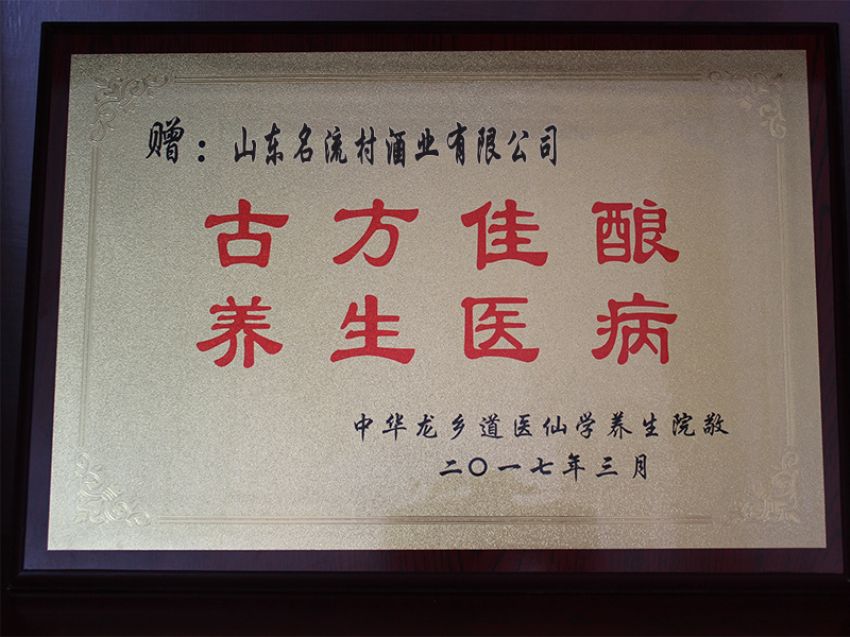 赠：山东名流村酒业有限公司
古方佳酿
养生医病
中华龙乡道医仙学养生院敬
二〇一七年三月